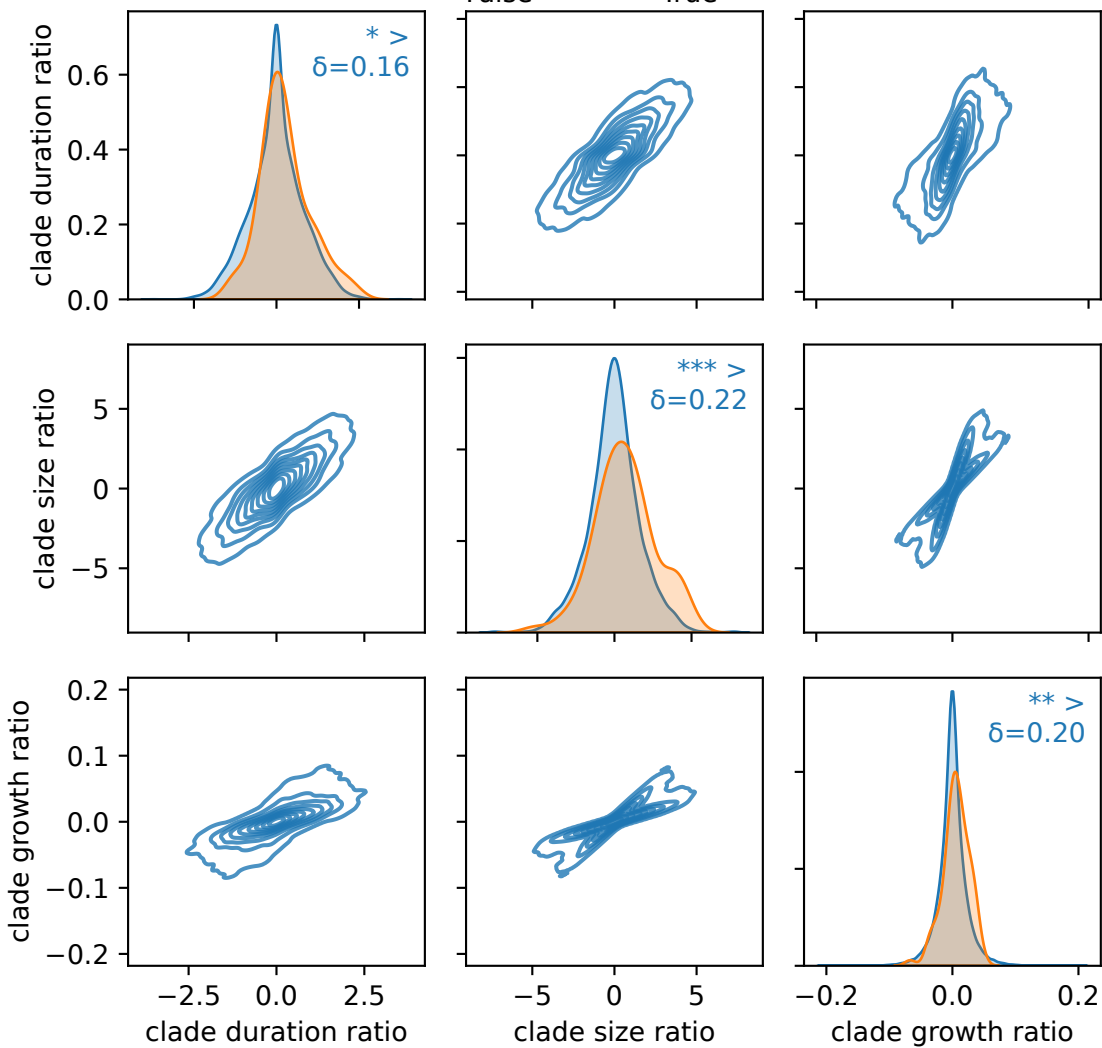 clade duration ratio
0.6
0.4
0.2
0.0
* >
δ=0.16
clade size ratio
5
0
−5
*** >
δ=0.22
clade growth ratio
0.2
0.1
0.0
−0.1
−0.2
** >
δ=0.20
−2.5 0.0 2.5
−5 0 5
−0.2 0.0 0.2
clade duration ratio
clade size ratio
clade growth ratio